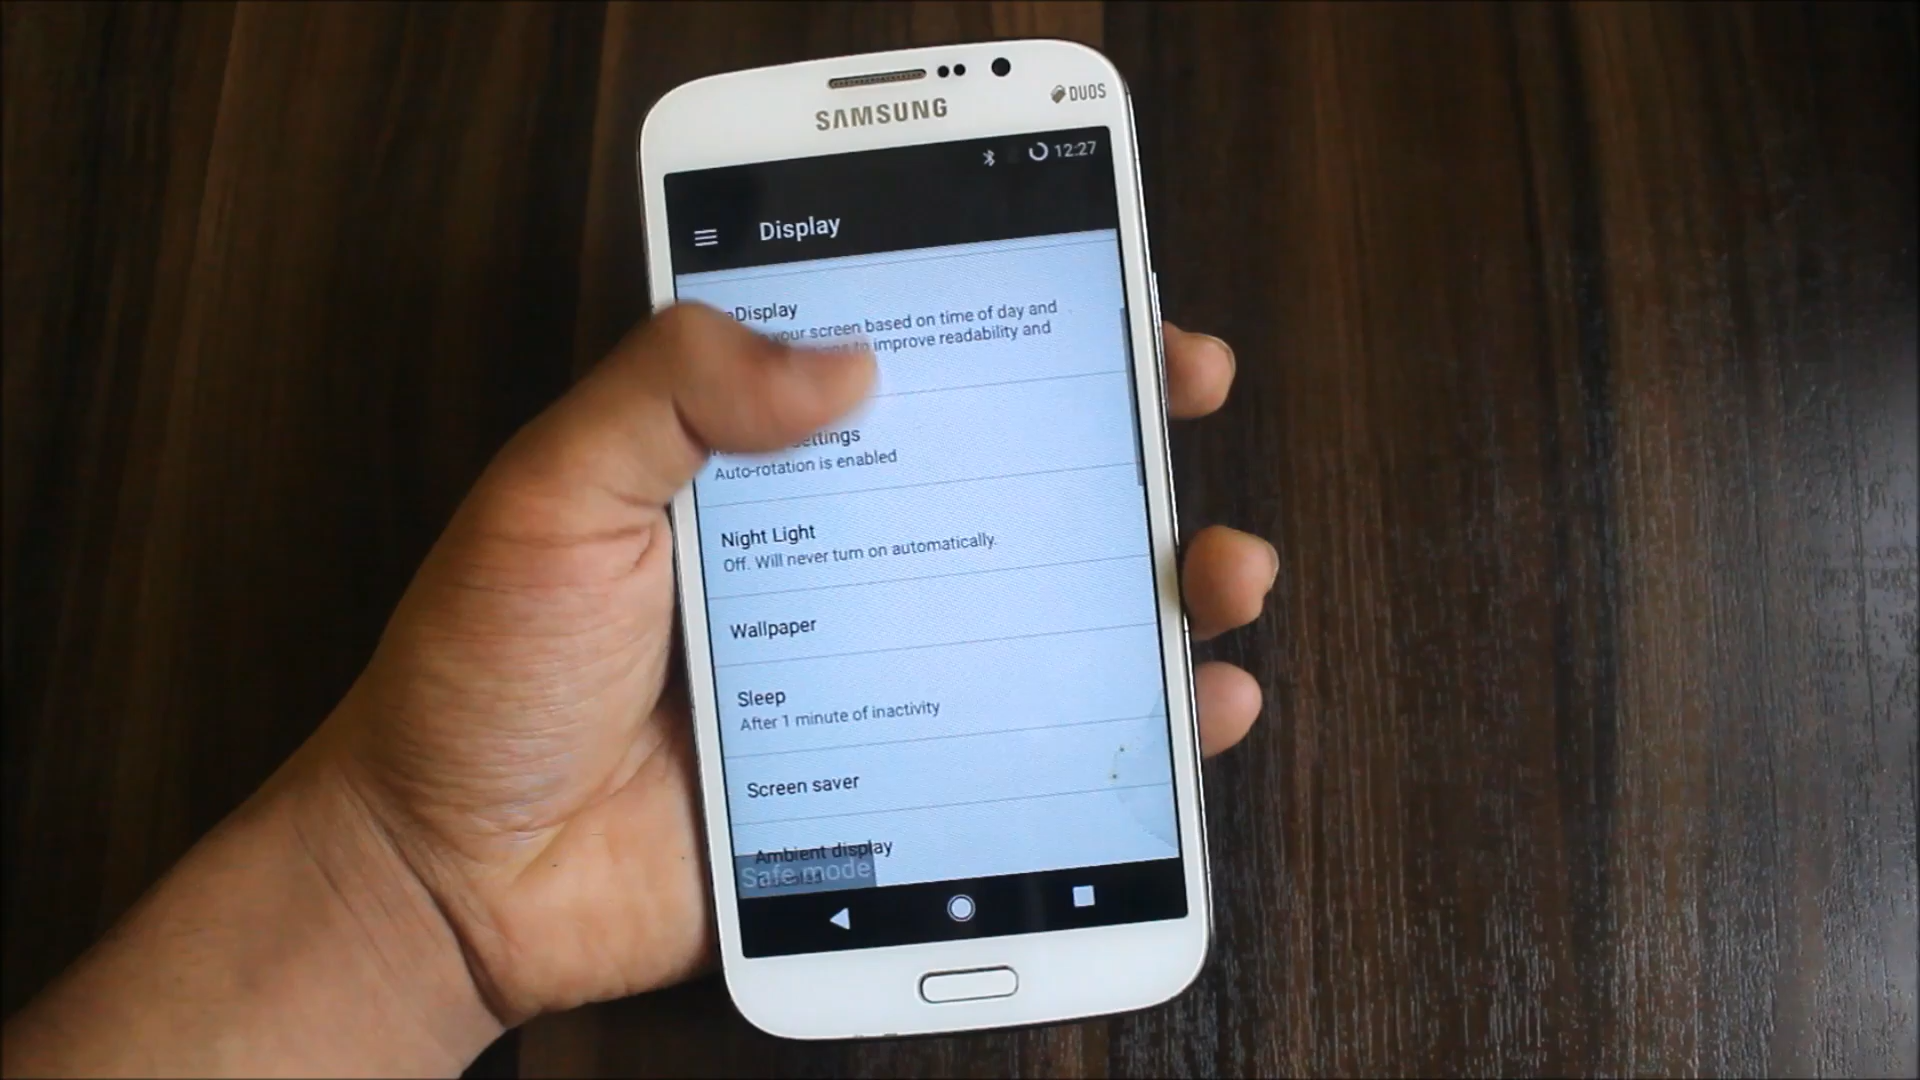 DUOS
SAMSUNG
12:27
Display
Display
your screen based on time of day and
to improve readability and
Auto-rotation is enabled
Night Light
Off. Will never turn on automatically.
Wallpaper
Sleep
After 1 minute of inactivity
Screen saver
Ambient display
Safe mode